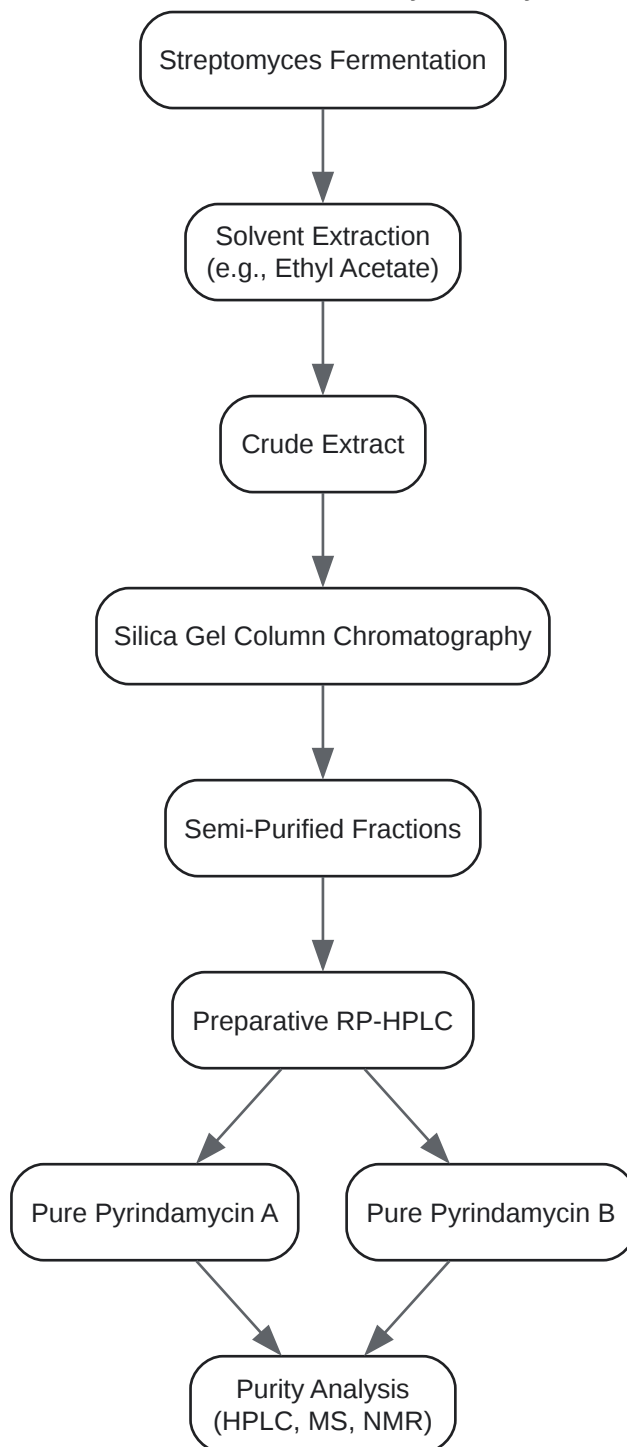 Streptomyces Fermentation
Solvent Extraction
(e.g., Ethyl Acetate)
Crude Extract
Silica Gel Column Chromatography
Semi-Purified Fractions
Preparative RP-HPLC
Pure Pyrindamycin A
Pure Pyrindamycin B
Purity Analysis
(HPLC, MS, NMR)